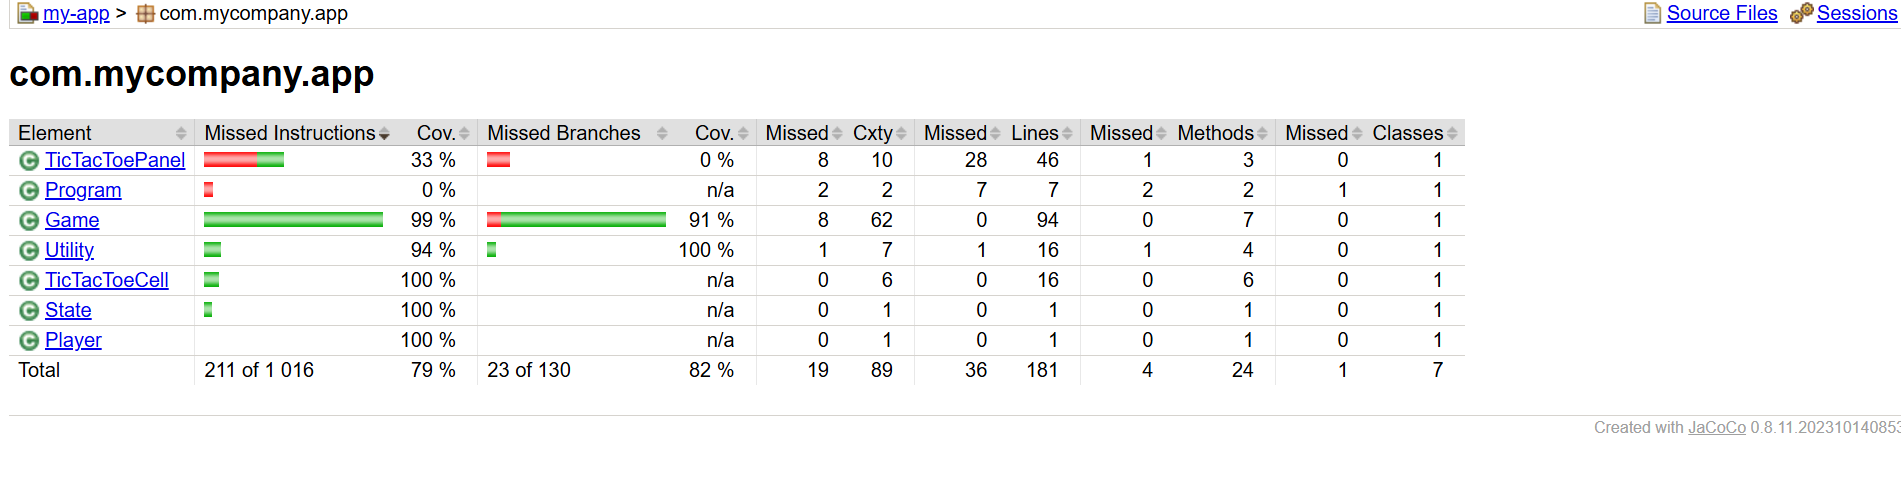 my-app > com.mycompany.app Source Files Sessions
com.mycompany.app
Element Missed Instructions Cov. Missed Branches Cov. Missed Cxty Missed Lines Missed Methods Missed Classes
TicTacToePanel 33 % 0 % 8 10 28 46 1 3 0 1
Program 0 % n/a 2 2 7 7 2 2 1 1
Game 99 % 91 % 8 62 0 94 0 7 0 1
Utility 94 % 100 % 1 7 1 16 1 4 0 1
TicTacToeCell 100 % n/a 0 6 0 16 0 6 0 1
State 100 % n/a 0 1 0 1 0 1 0 1
Player 100 % n/a 0 1 0 1 0 1 0 1
Total 211 of 1 016 79 % 23 of 130 82 % 19 89 36 181 4 24 1 7
Created with JaCoCo 0.8.11.202310140853